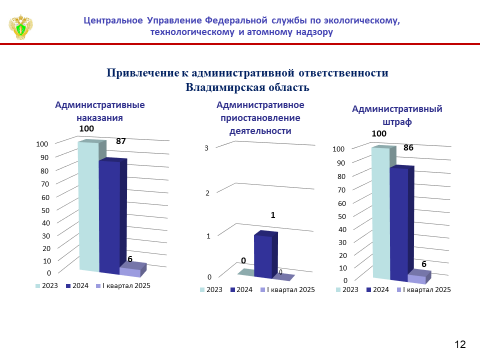 Центральное Управление Федеральной службы по экологическому,
технологическому и атомному надзору
Привлечение к административной ответственности
Владимирская область
Административные
наказания
100
87
6
100
90
80
70
60
50
40
30
20
10
0
2023 2024 I квартал 2025
Административное
приостановление
деятельности
3
2
1
0
0
1
2023 2024 I квартал 2025
Административный
штраф
100
86
6
100
90
80
70
60
50
40
30
20
10
0
2023 2024 I квартал 2025
12